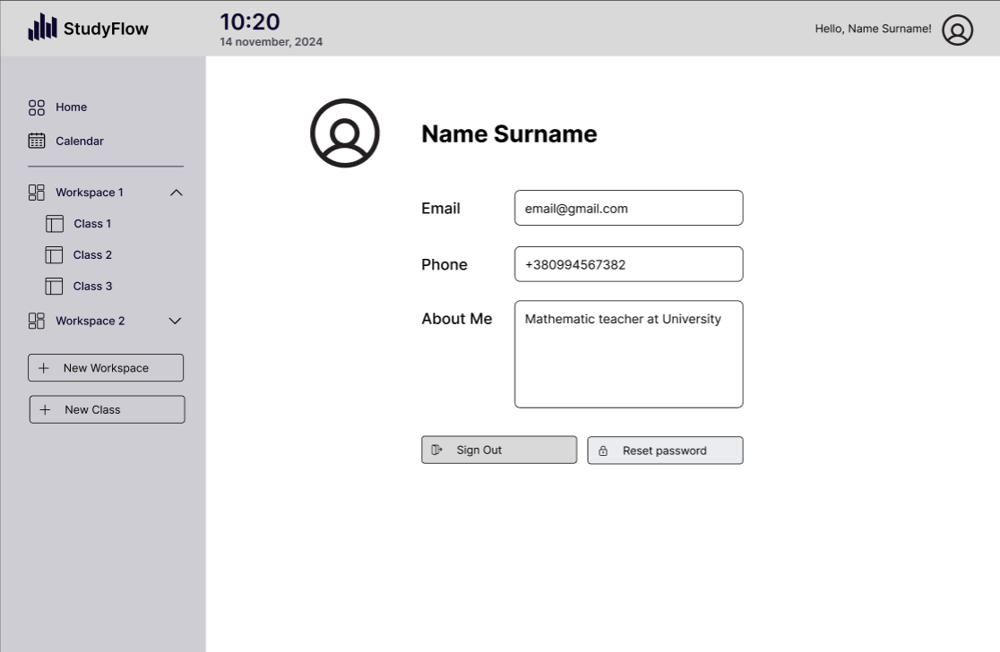 StudyFlow
10:20
14 november, 2024
Hello, Name Surname!
Home
Calendar
Workspace 1
Class 1
Class 2
Class 3
Workspace 2
New Workspace
New Class
Name Surname
Email
email@gmail.com
Phone
+380994567382
About Me
Mathematic teacher at University
Sign Out
Reset password